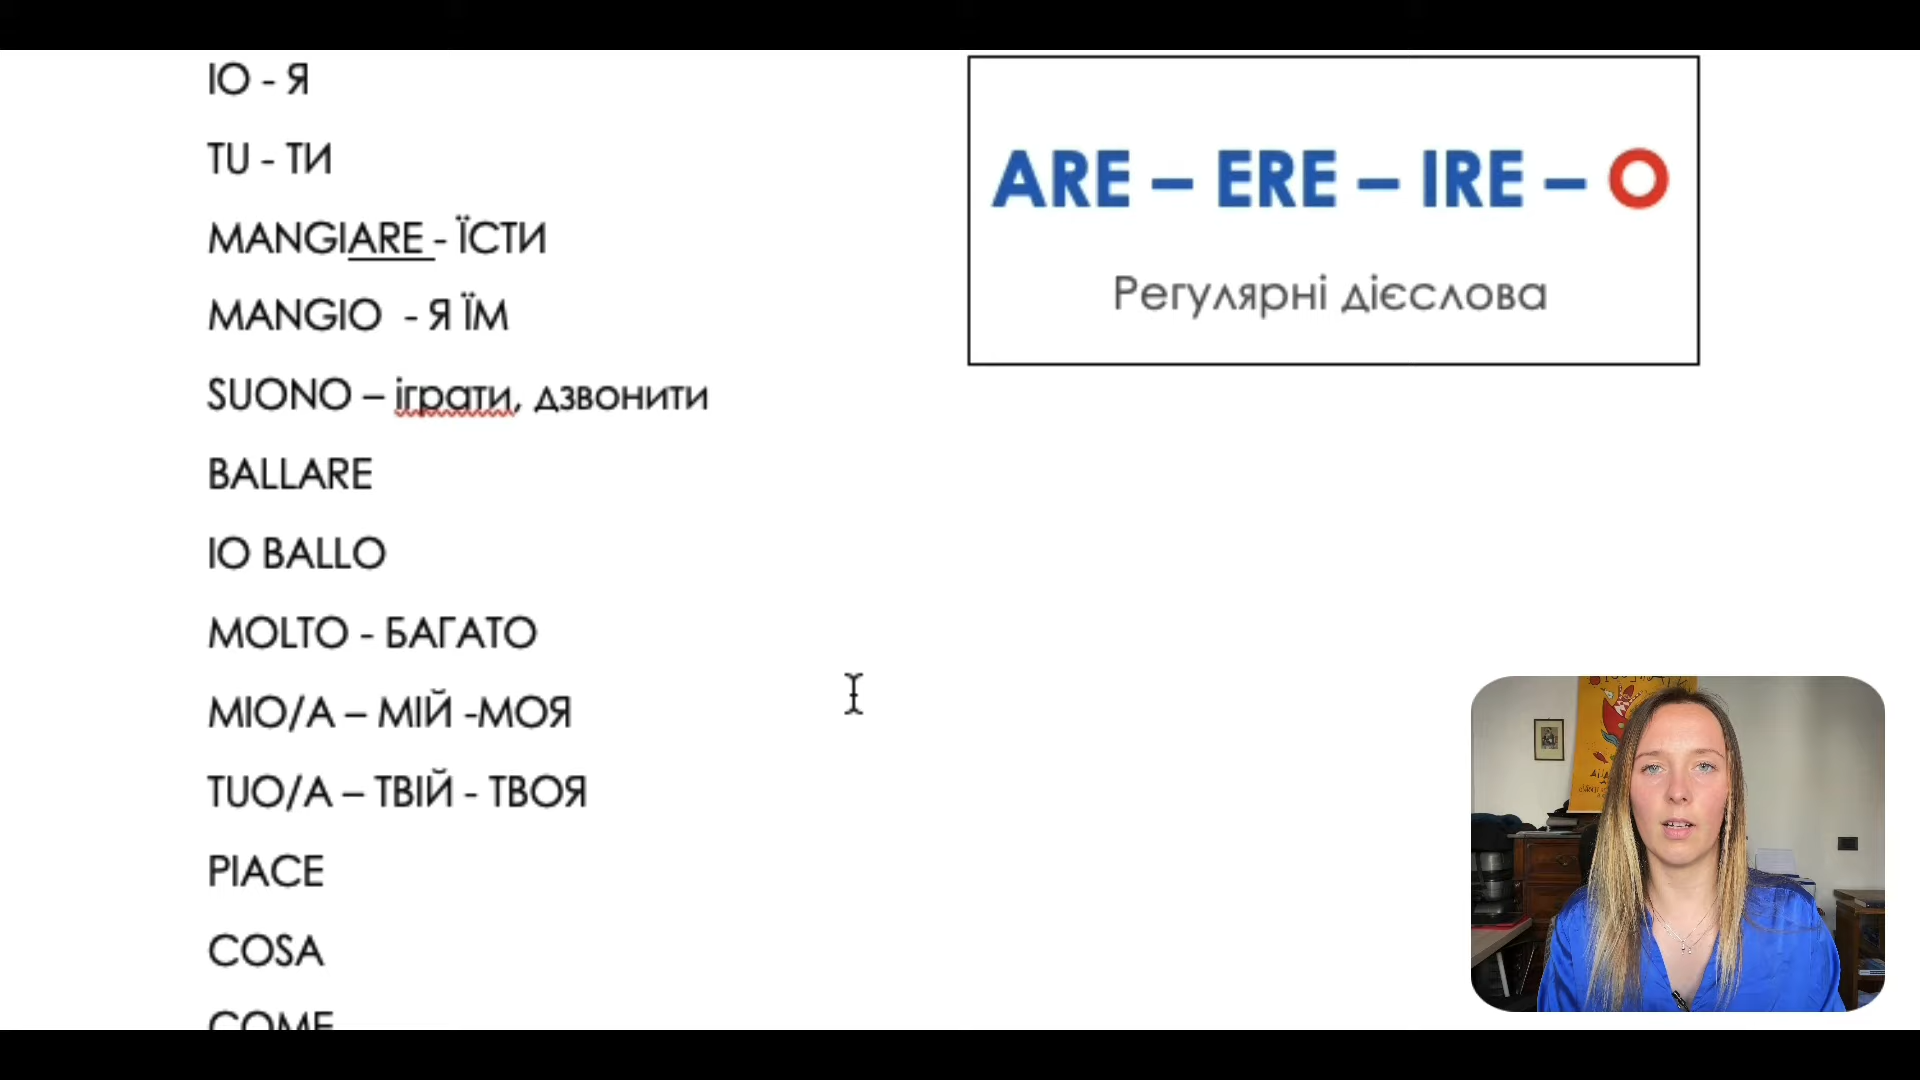 IO - Я
TU - ТИ
MANGIARE - ЇСТИ
MANGIO - Я ЇМ
SUONO – іграти, дзвонити
BALLARE
IO BALLO
MOLTO - БАГАТО
MIO/A – МІЙ -МОЯ
TUO/A – ТВІЙ - ТВОЯ
PIACE
COSA
COME
ARE – ERE – IRE – O
Регулярні дієслова